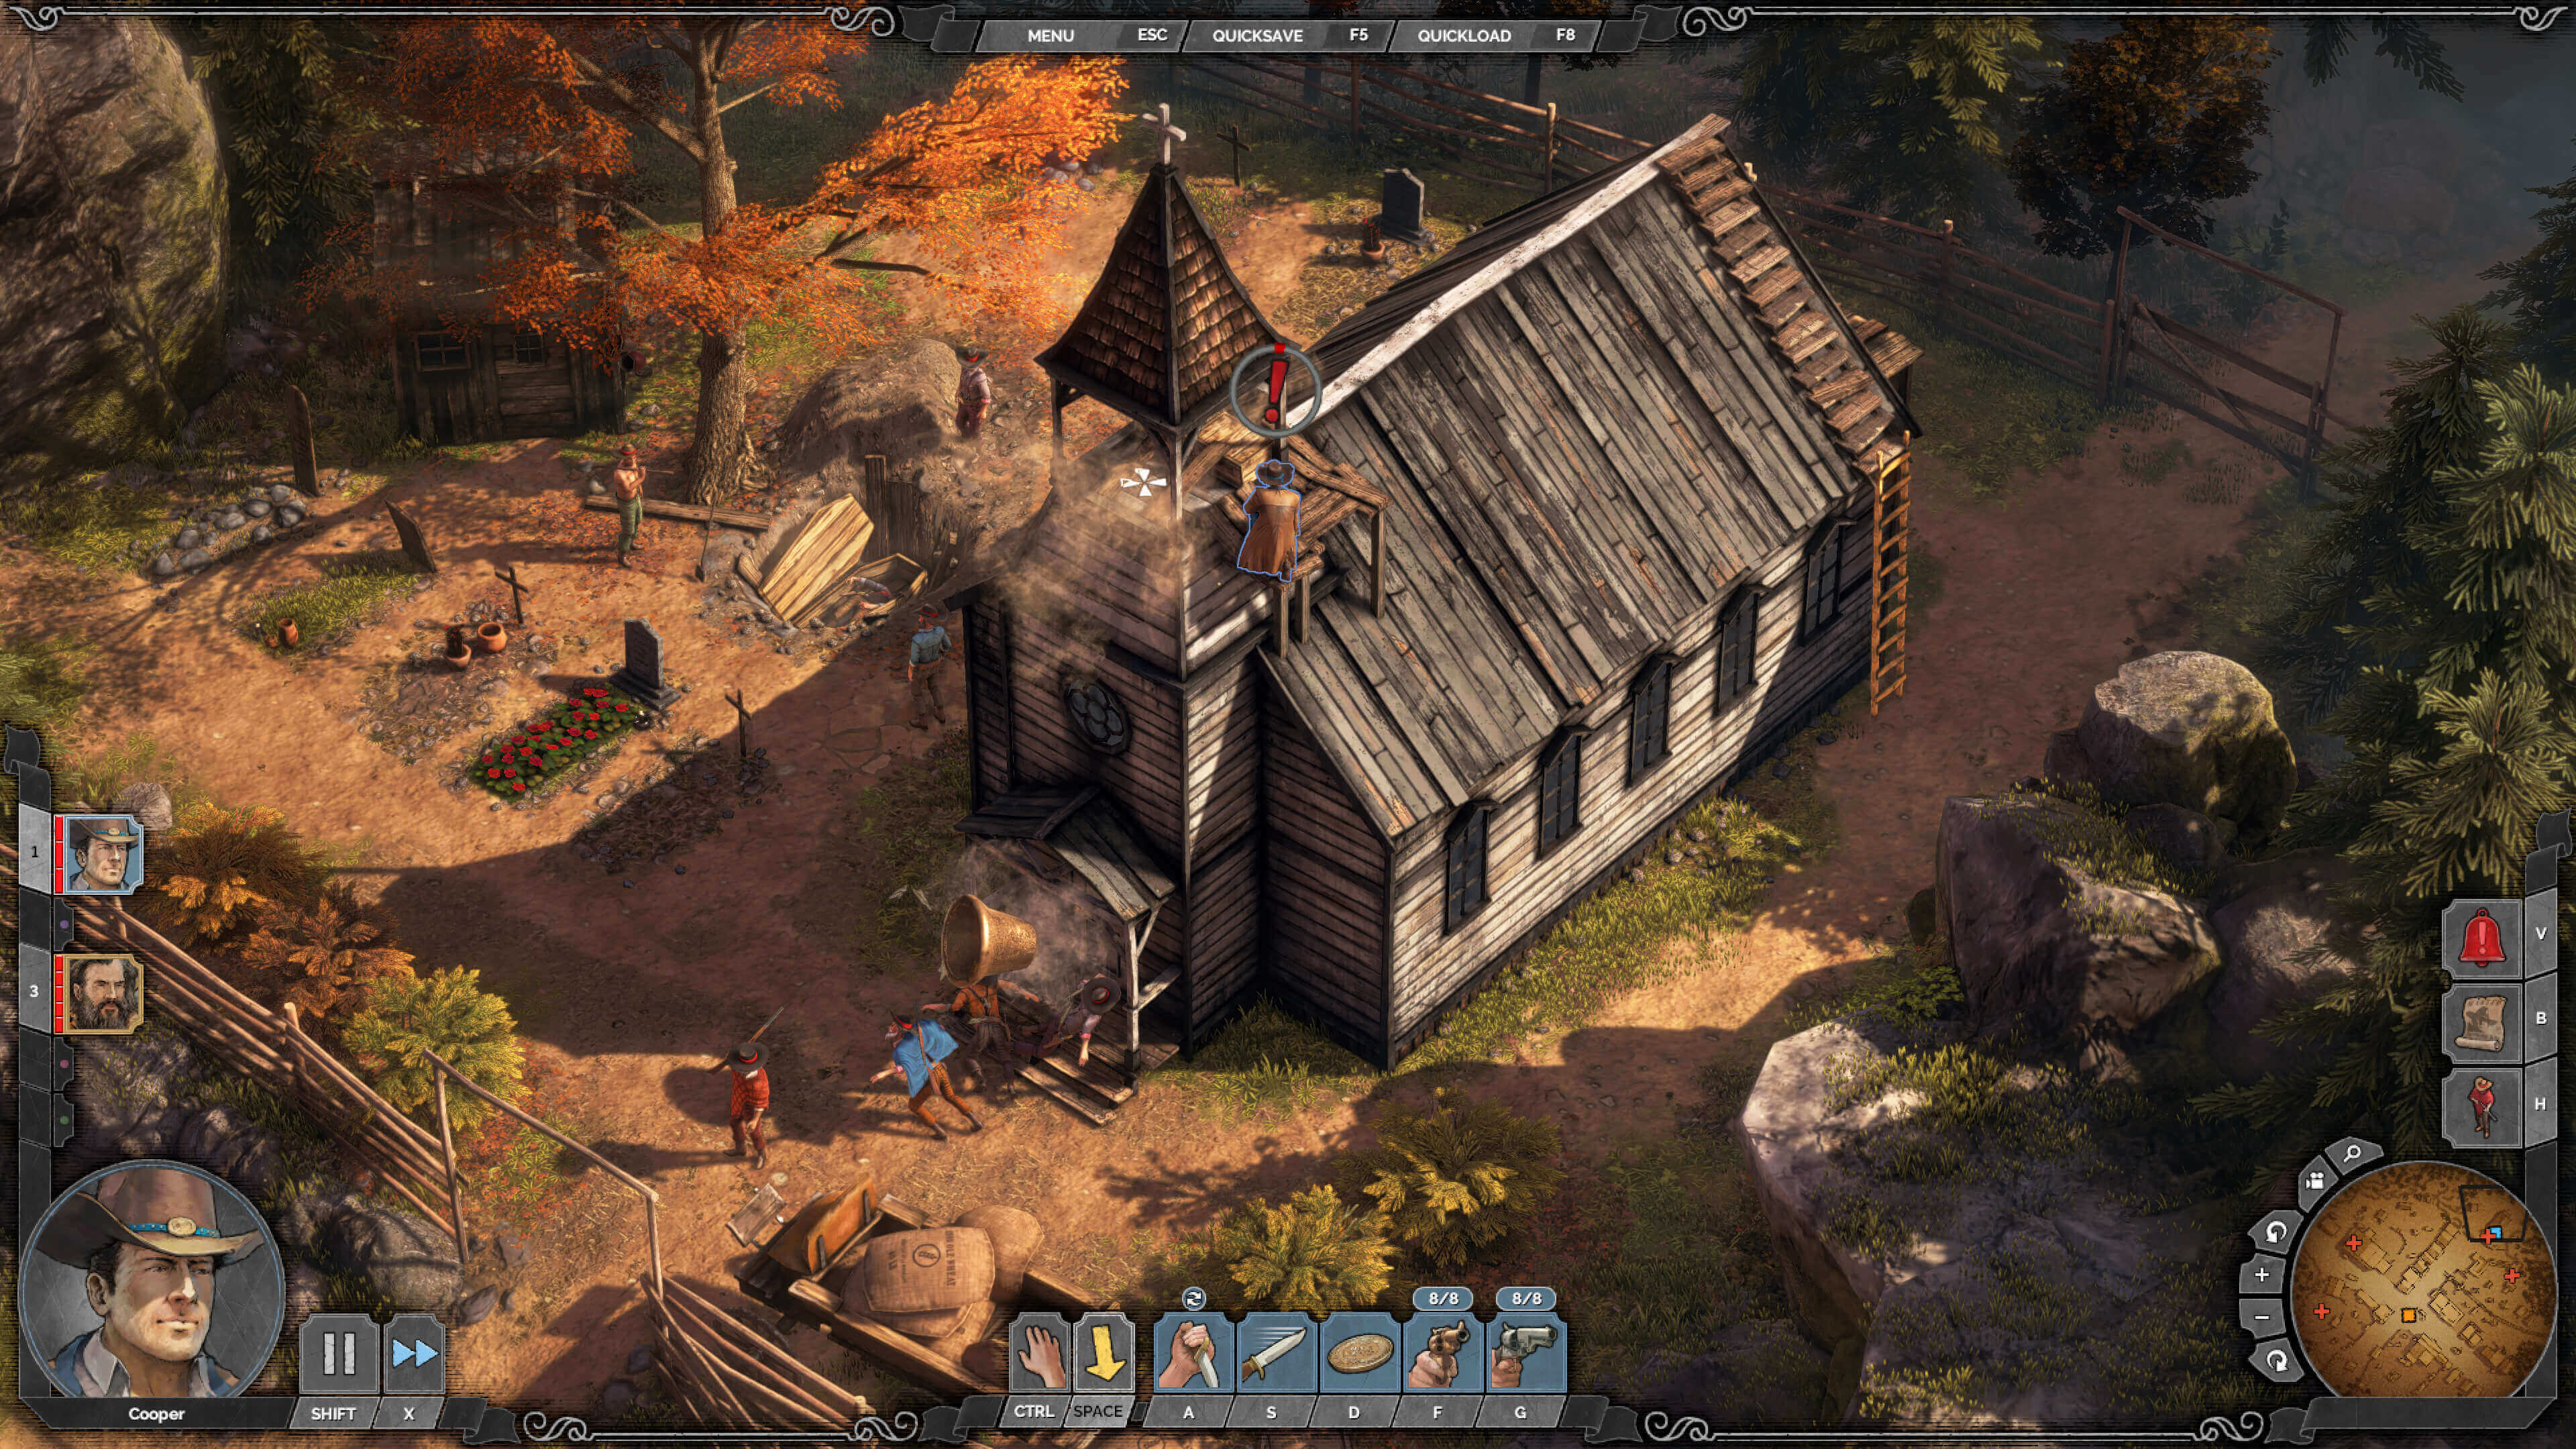 MENU ESC QUICKSAVE F5 QUICKLOAD F8
1
3
V
B
H
8/8 8/8
Cooper SHIFT X CTRL SPACE A S D F G